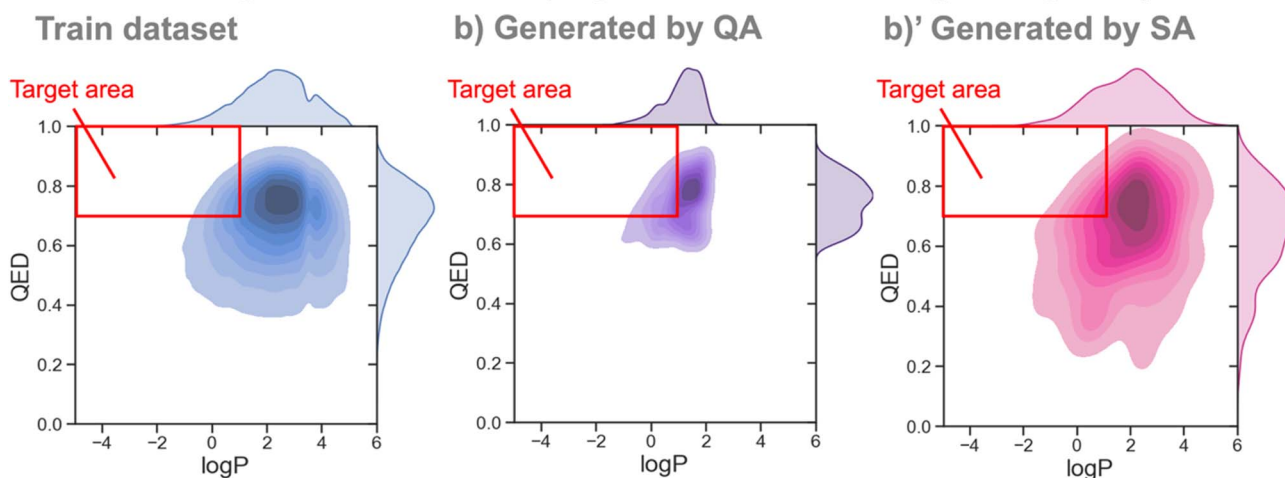 Train dataset
Target area
1.0
0.8
0.6
0.4
0.2
0.0
QED
−4 −2 0 2 4 6
logP
b) Generated by QA
Target area
1.0
0.8
0.6
0.4
0.2
0.0
QED
−4 −2 0 2 4 6
logP
b)’ Generated by SA
Target area
1.0
0.8
0.6
0.4
0.2
0.0
QED
−4 −2 0 2 4 6
logP